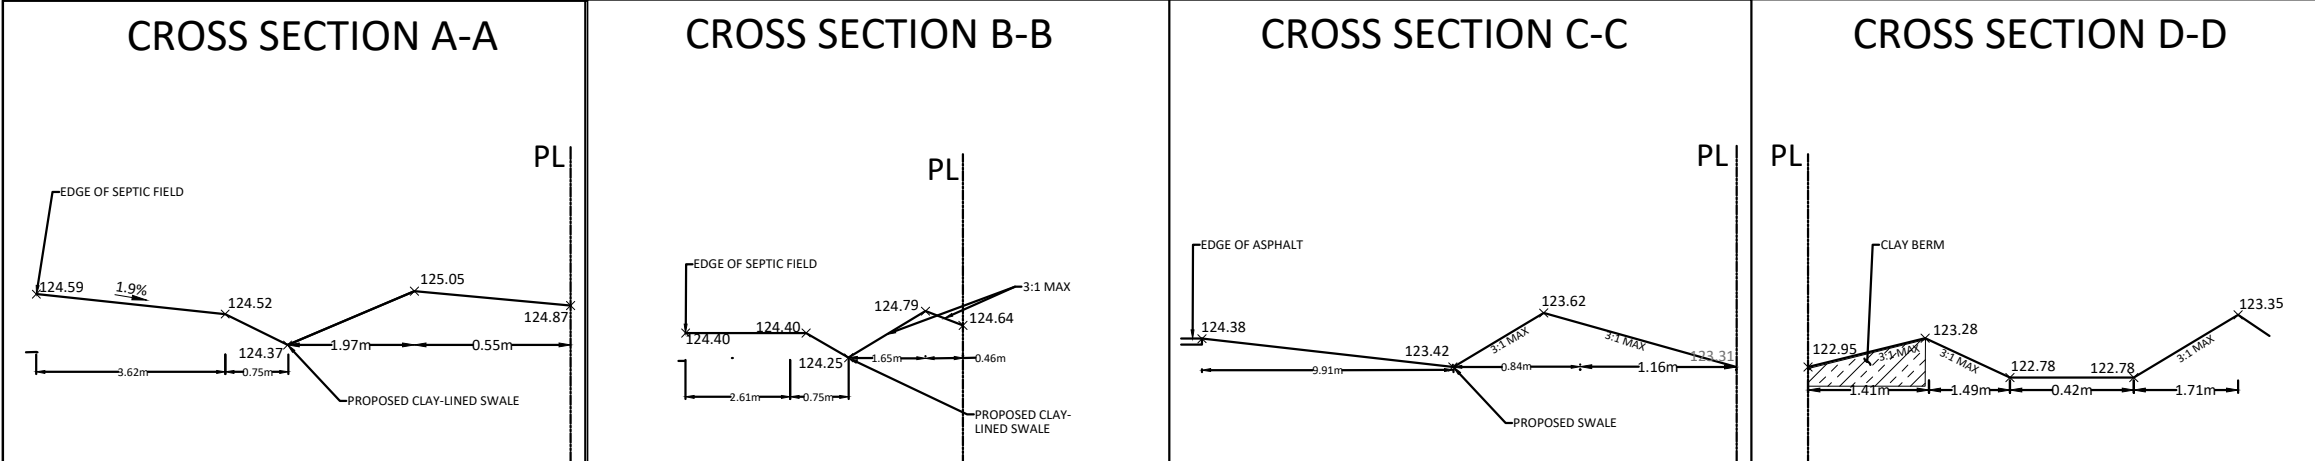 CROSS SECTION A-A
PL
EDGE OF SEPTIC FIELD
124.59
1.9%
124.52
125.05
124.87
124.37
1.97m
0.55m
3.62m
0.75m
PROPOSED CLAY-LINED SWALE
CROSS SECTION B-B
PL
EDGE OF SEPTIC FIELD
3:1 MAX
124.79
124.64
124.40
124.40
124.25
1.65m
0.46m
2.61m
0.75m
PROPOSED CLAY-
LINED SWALE
CROSS SECTION C-C
PL
EDGE OF ASPHALT
124.38
123.62
3:1 MAX
3:1 MAX
123.42
123.31
9.91m
0.84m
1.16m
PROPOSED SWALE
CROSS SECTION D-D
PL
CLAY BERM
123.35
123.28
122.95
3:1 MAX
3:1 MAX
3:1 MAX
122.78
122.78
1.41m
1.49m
0.42m
1.71m